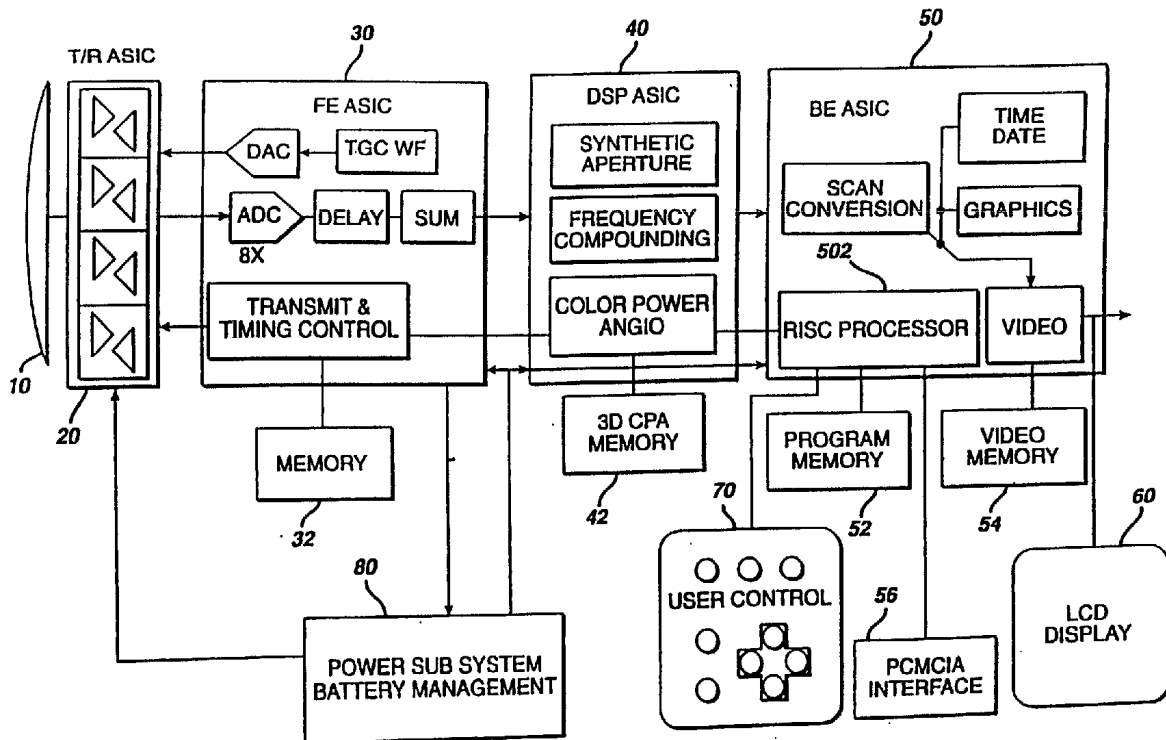 T/R ASIC
10
20
30
FE ASIC
DAC
TGC WF
ADC
8X
DELAY
SUM
TRANSMIT &
TIMING CONTROL
MEMORY
32
40
DSP ASIC
SYNTHETIC
APERTURE
FREQUENCY
COMPOUNDING
COLOR POWER
ANGIO
3D CPA
MEMORY
42
50
BE ASIC
TIME
DATE
SCAN
CONVERSION
GRAPHICS
502
RISC PROCESSOR
VIDEO
PROGRAM
MEMORY
52
VIDEO
MEMORY
54
70
USER CONTROL
56
PCMCIA
INTERFACE
60
LCD
DISPLAY
80
POWER SUB SYSTEM
BATTERY MANAGEMENT